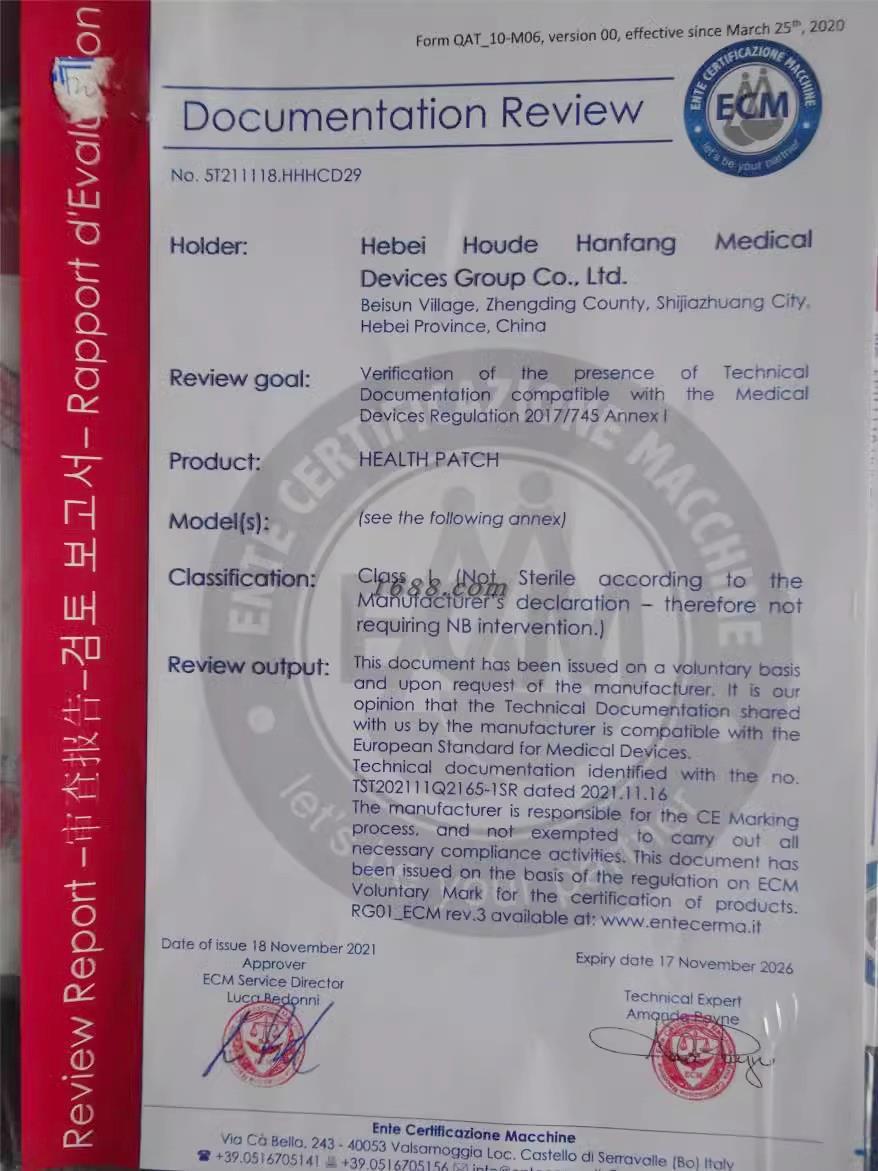 Form QAT_10-M06, version 00, effective since March 25th, 2020
ENTE CERTIFICAZIONE MACCHINE
ECM
let's be your partner
Documentation Review
No. 5T211118.HHHCD29
Holder: Hebei Houde Hanfang Medical
Devices Group Co., Ltd.
Beisun Village, Zhengding County, Shijiazhuang City,
Hebei Province, China
Review goal: Verification of the presence of Technical
Documentation compatible with the Medical
Devices Regulation 2017/745 Annex I
Product: HEALTH PATCH
Model(s): (see the following annex)
Classification: Class I (Not Sterile according to the
Manufacturer's declaration – therefore not
requiring NB intervention.)
1688.com
Review output: This document has been issued on a voluntary basis
and upon request of the manufacturer. It is our
opinion that the Technical Documentation shared
with us by the manufacturer is compatible with the
European Standard for Medical Devices.
Technical documentation identified with the no.
TST202111Q2165-1SR dated 2021.11.16
The manufacturer is responsible for the CE Marking
process, and not exempted to carry out all
necessary compliance activities. This document has
been issued on the basis of the regulation on ECM
Voluntary Mark for the certification of products.
RG01_ECM rev.3 available at: www.entecerma.it
Date of issue 18 November 2021
Approver
ECM Service Director
Luca Bedonni
Expiry date 17 November 2026
Technical Expert
Amanda Payne
ECM
Ente Certificazione Macchine
Via Cà Bella, 243 - 40053 Valsamoggia Loc. Castello di Serravalle (Bo) Italy
+39.0516705141 +39.0516705156
Review Report –审查报告–검토 보고서– Rapport d'Evaluation
ENTE CERTIFICAZIONE MACCHINE